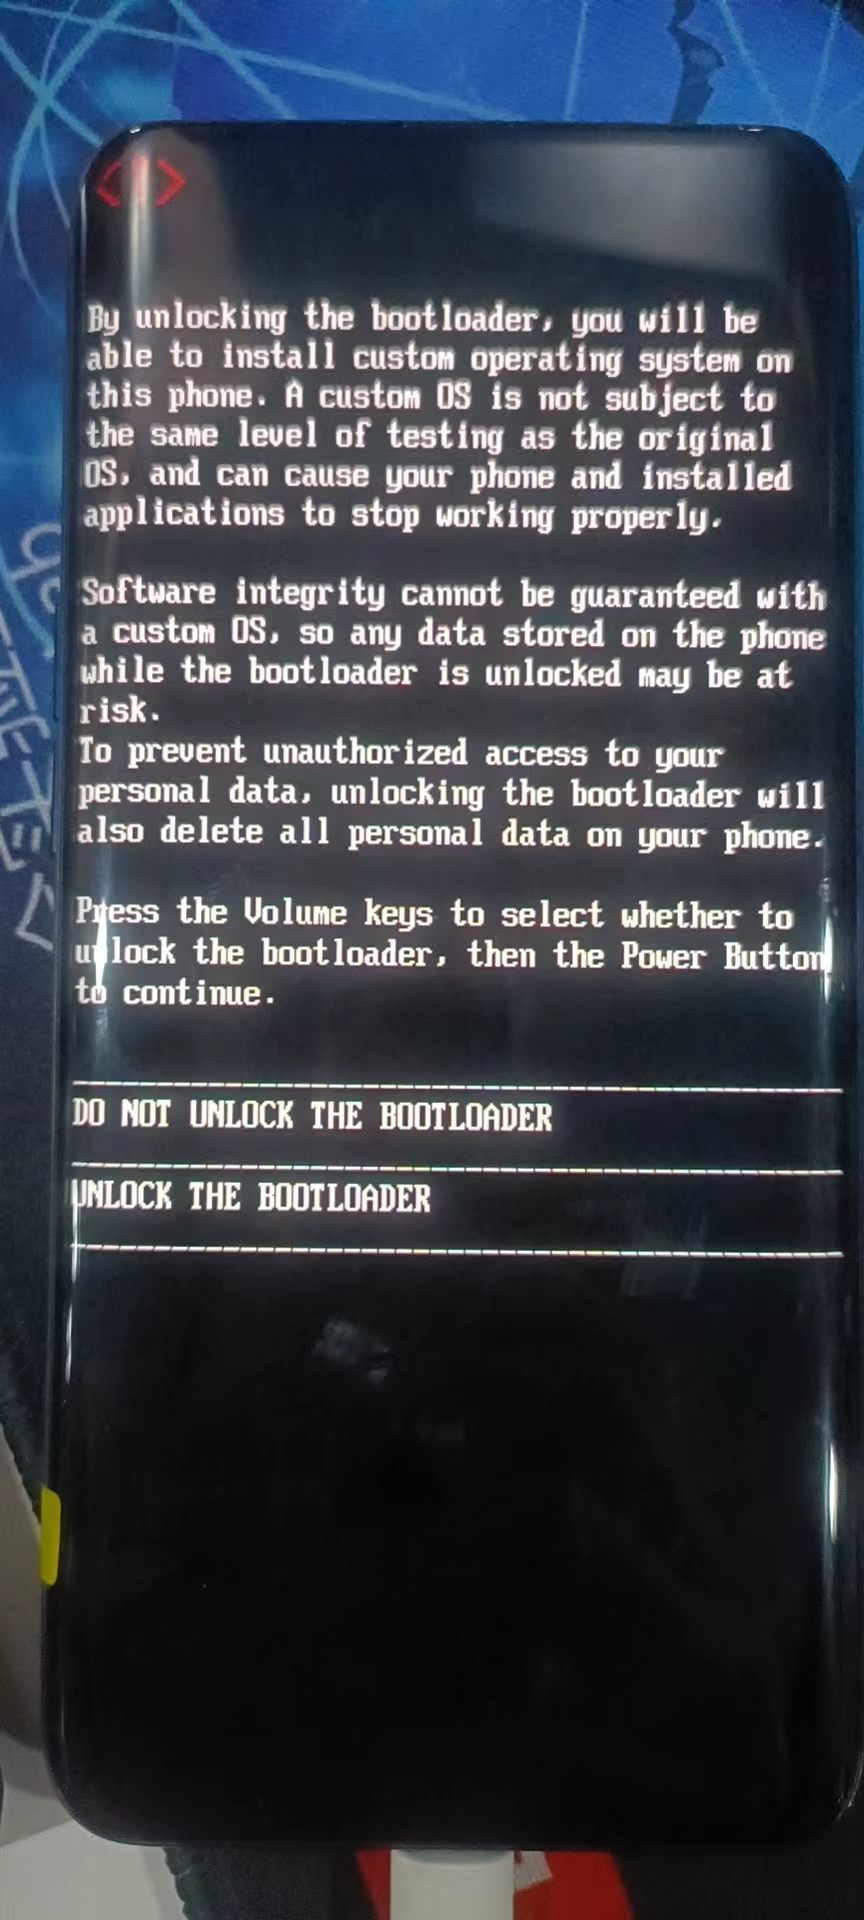 <!>
By unlocking the bootloader, you will be
able to install custom operating system on
this phone. A custom OS is not subject to
the same level of testing as the original
OS, and can cause your phone and installed
applications to stop working properly.
Software integrity cannot be guaranteed with
a custom OS, so any data stored on the phone
while the bootloader is unlocked may be at
risk.
To prevent unauthorized access to your
personal data, unlocking the bootloader will
also delete all personal data on your phone.
Press the Volume keys to select whether to
unlock the bootloader, then the Power Button
to continue.
DO NOT UNLOCK THE BOOTLOADER
UNLOCK THE BOOTLOADER